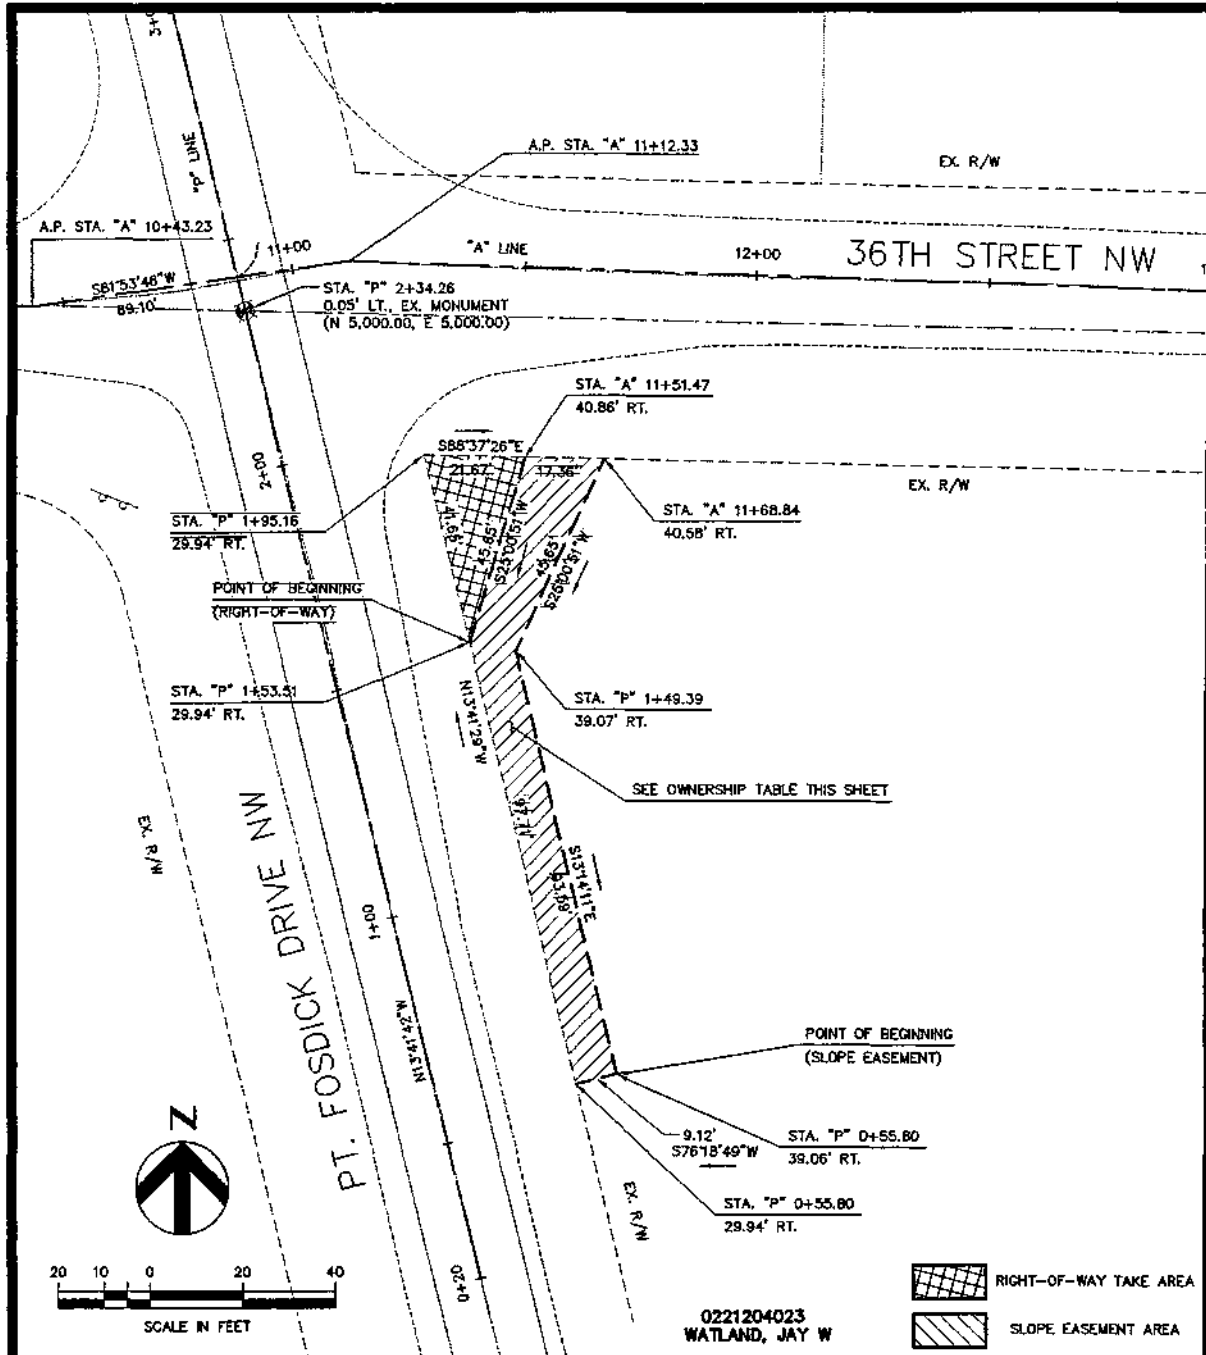 3+0
"P" LINE
A.P. STA. "A" 11+12.33
EX. R/W
A.P. STA. "A" 10+43.23
11+00
"A" LINE
12+00
36TH STREET NW
S81°53'48"W
89.10'
STA. "P" 2+34.26
0.05' LT., EX. MONUMENT
(N 5,000.00, E 5,000.00)
STA. "A" 11+51.47
40.86' RT.
S88°37'26"E
21.67'
17.36'
2+00
EX. R/W
STA. "P" 1+95.16
29.94' RT.
STA. "A" 11+68.84
40.58' RT.
45.85'
S25°00'51"W
45.65'
S26°00'51"W
POINT OF BEGINNING
(RIGHT-OF-WAY)
STA. "P" 1+53.51
29.94' RT.
N13°41'29"W
STA. "P" 1+49.39
39.07' RT.
SEE OWNERSHIP TABLE THIS SHEET
EX. R/W
S13°14'11"E
1+00
PT. FOSDICK DRIVE NW
N13°41'42"W
POINT OF BEGINNING
(SLOPE EASEMENT)
9.12'
S76°18'49"W
STA. "P" 0+55.80
39.06' RT.
STA. "P" 0+55.80
29.94' RT.
EX. R/W
Z
0+20
20 10 0 20 40
SCALE IN FEET
0221204023
WATLAND, JAY W
RIGHT-OF-WAY TAKE AREA
SLOPE EASEMENT AREA